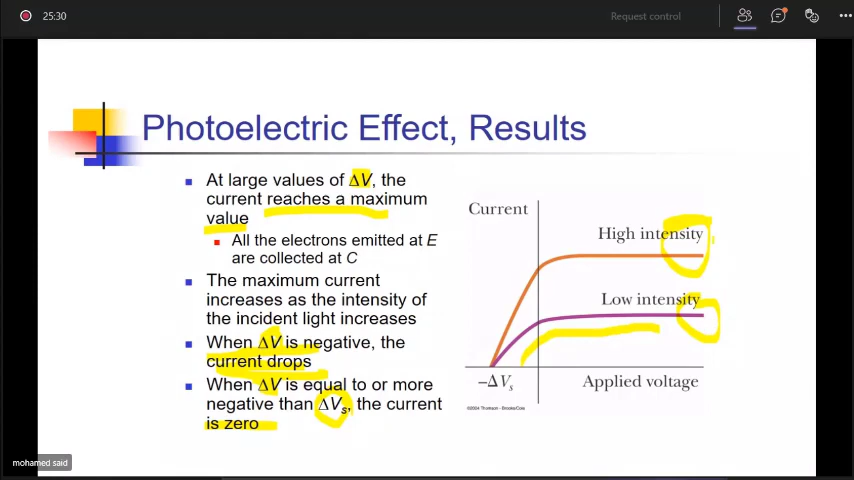 25:30
Request control
Photoelectric Effect, Results
At large values of ΔV, the
current reaches a maximum
value
All the electrons emitted at E
are collected at C
The maximum current
increases as the intensity of
the incident light increases
When ΔV is negative, the
current drops
When ΔV is equal to or more
negative than ΔVs, the current
is zero
Current
High intensity
Low intensity
−ΔVs
Applied voltage
©2004 Thomson - Brooks/Cole
mohamed said